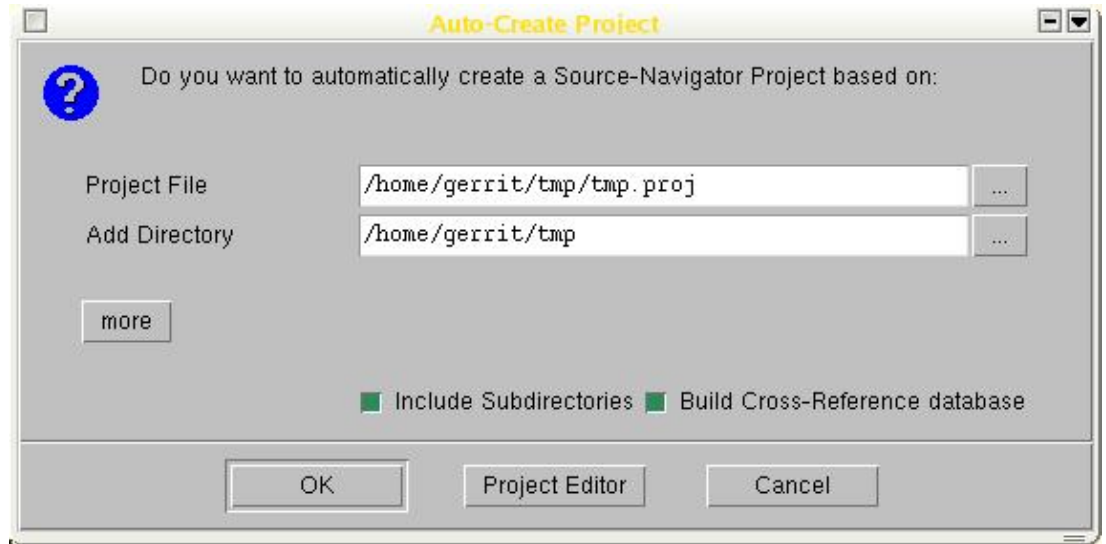 Auto-Create Project
Do you want to automatically create a Source-Navigator Project based on:
Project File /home/gerrit/tmp/tmp.proj ...
Add Directory /home/gerrit/tmp ...
more
Include Subdirectories Build Cross-Reference database
OK Project Editor Cancel